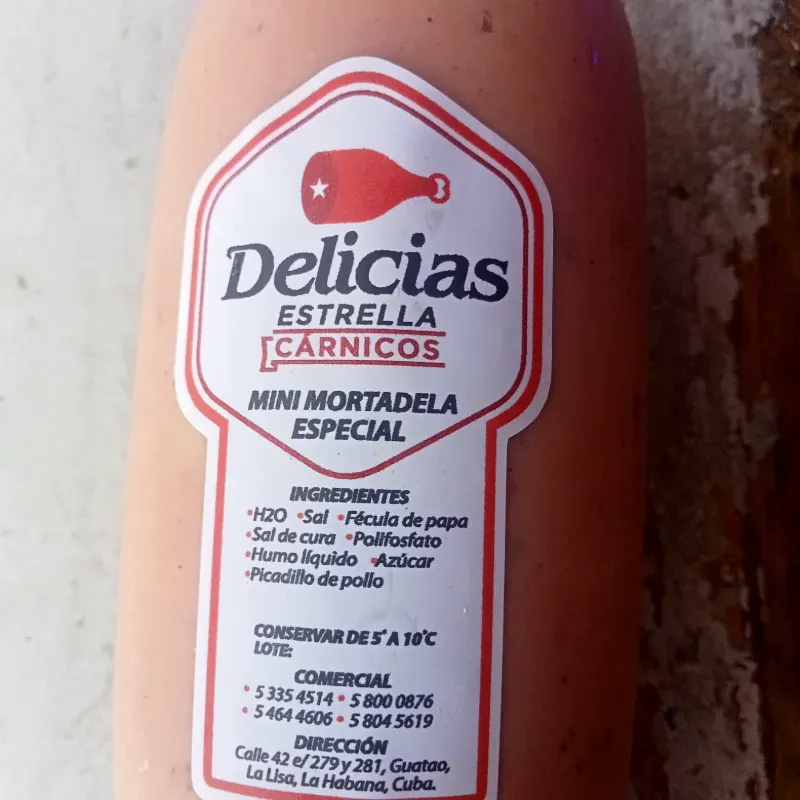 Delicias
ESTRELLA
CÁRNICOS
MINI MORTADELA
ESPECIAL
INGREDIENTES
•H2O •Sal •Fécula de papa
•Sal de cura •Polifosfato
•Humo líquido •Azúcar
•Picadillo de pollo
CONSERVAR DE 5° A 10°C
LOTE:
COMERCIAL
• 5 335 4514 • 5 800 0876
• 5 464 4606 • 5 804 5619
DIRECCIÓN
Calle 42 e/ 279 y 281, Guatao,
La Lisa, La Habana, Cuba.